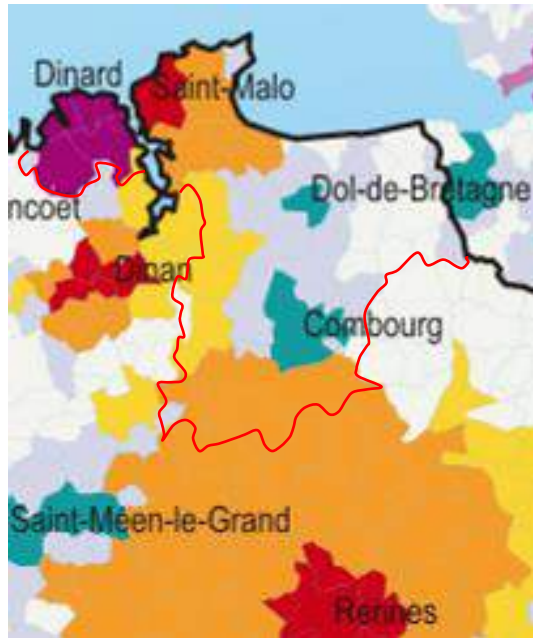 Dinard
Saint-Malo
Dol-de-Bretagne
ncoet
Dinan
Combourg
Saint-Méen-le-Grand
Rennes